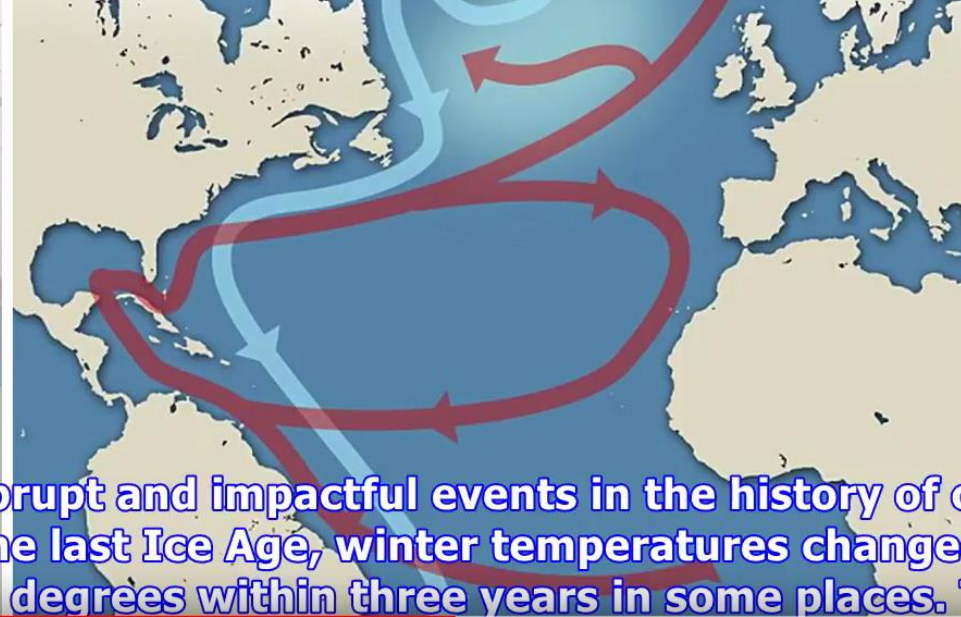 brupt and impactful events in the history of
he last Ice Age, winter temperatures change
degrees within three years in some places.